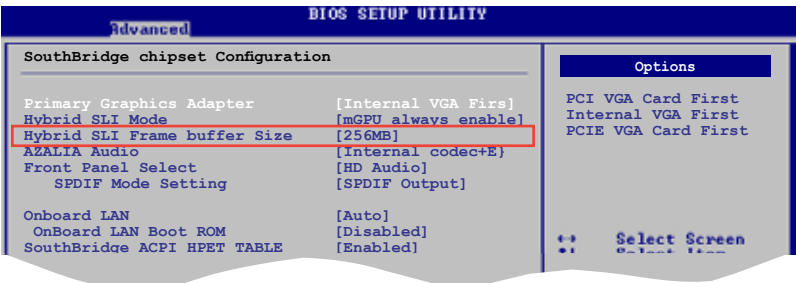 BIOS SETUP UTILITY
Advanced
SouthBridge chipset Configuration
Options
Primary Graphics Adapter [Internal VGA Firs]
Hybrid SLI Mode [mGPU always enable]
Hybrid SLI Frame buffer Size [256MB]
AZALIA Audio [Internal codec+E}
Front Panel Select [HD Audio]
SPDIF Mode Setting [SPDIF Output]
Onboard LAN [Auto]
OnBoard LAN Boot ROM [Disabled]
SouthBridge ACPI HPET TABLE [Enabled]
PCI VGA Card First
Internal VGA First
PCIE VGA Card First
↔ Select Screen
Select Item